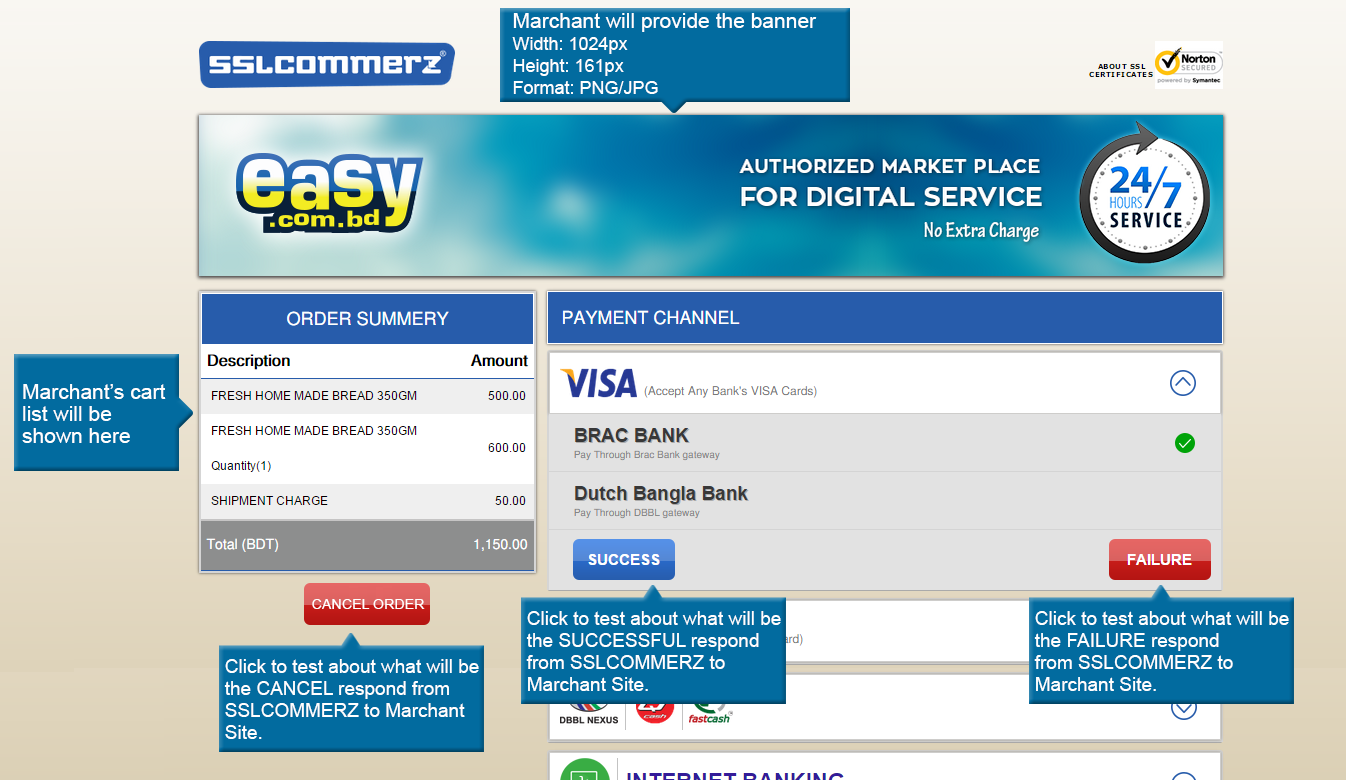 Marchant will provide the banner
Width: 1024px
Height: 161px
Format: PNG/JPG
SSLCOMMERZ®
ABOUT SSL
CERTIFICATES
Norton
SECURED
powered by Symantec
easy
.com.bd
AUTHORIZED MARKET PLACE
FOR DIGITAL SERVICE
No Extra Charge
24/7
HOURS
SERVICE
ORDER SUMMERY
Description Amount
FRESH HOME MADE BREAD 350GM 500.00
FRESH HOME MADE BREAD 350GM
600.00
Quantity(1)
SHIPMENT CHARGE 50.00
Total (BDT) 1,150.00
CANCEL ORDER
Marchant's cart
list will be
shown here
Click to test about what will be
the CANCEL respond from
SSLCOMMERZ to Marchant
Site.
PAYMENT CHANNEL
VISA (Accept Any Bank's VISA Cards)
BRAC BANK
Pay Through Brac Bank gateway
Dutch Bangla Bank
Pay Through DBBL gateway
SUCCESS FAILURE
Click to test about what will be
the SUCCESSFUL respond
from SSLCOMMERZ to
Marchant Site.
ard)
Click to test about what will be
the FAILURE respond
from SSLCOMMERZ to
Marchant Site.
DBBL NEXUS
cash
fastcash
INTERNET BANKING